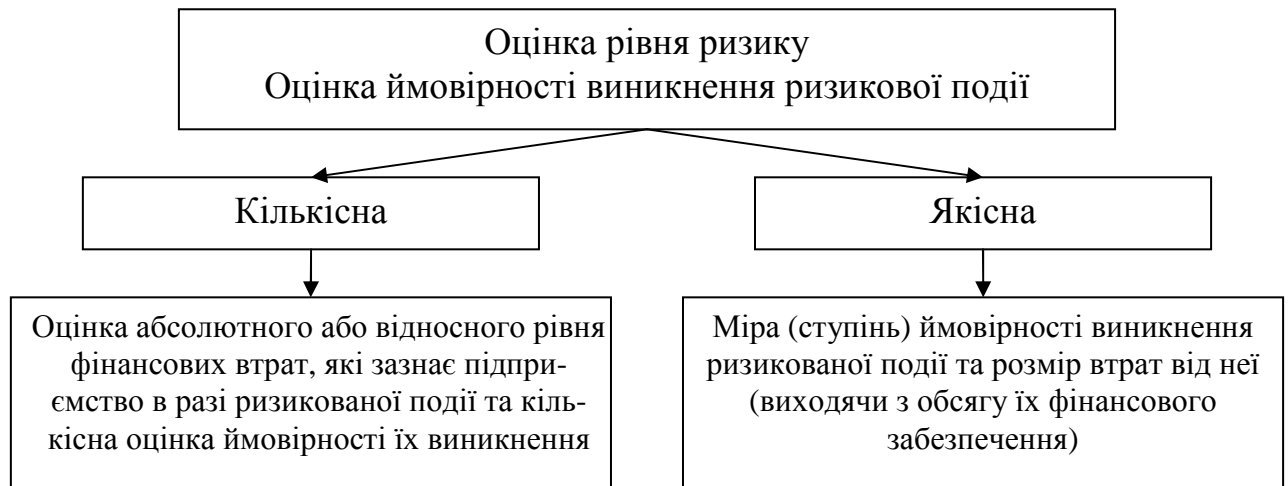 Оцінка рівня ризику
Оцінка ймовірності виникнення ризикової події
Кількісна
Якісна
Оцінка абсолютного або відносного рівня
фінансових втрат, які зазнає підпри-
ємство в разі ризикованої події та кіль-
кісна оцінка ймовірності їх виникнення
Міра (ступінь) ймовірності виникнення
ризикованої події та розмір втрат від неї
(виходячи з обсягу їх фінансового
забезпечення)